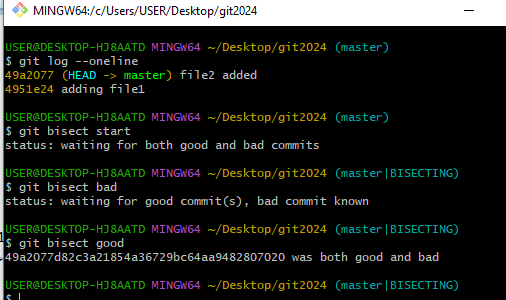 MINGW64:/c/Users/USER/Desktop/git2024
USER@DESKTOP-HJ8AATD MINGW64 ~/Desktop/git2024 (master)
$ git log --oneline
49a2077 (HEAD -> master) file2 added
4951e24 adding file1
USER@DESKTOP-HJ8AATD MINGW64 ~/Desktop/git2024 (master)
$ git bisect start
status: waiting for both good and bad commits
USER@DESKTOP-HJ8AATD MINGW64 ~/Desktop/git2024 (master|BISECTING)
$ git bisect bad
status: waiting for good commit(s), bad commit known
USER@DESKTOP-HJ8AATD MINGW64 ~/Desktop/git2024 (master|BISECTING)
$ git bisect good
49a2077d82c3a21854a36729bc64aa9482807020 was both good and bad
USER@DESKTOP-HJ8AATD MINGW64 ~/Desktop/git2024 (master|BISECTING)
$